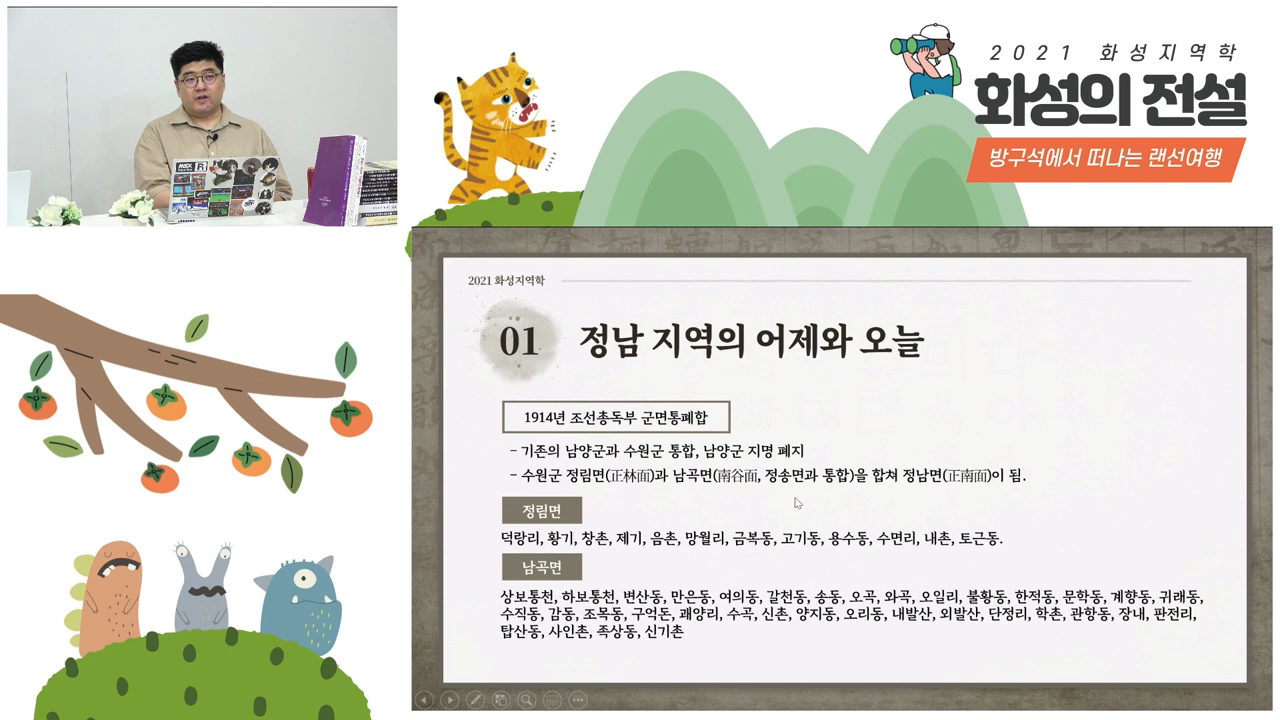 2021 화성지역학
화성의 전설
방구석에서 떠나는 랜선여행
MSX
R
2021 화성지역학
01 정남 지역의 어제와 오늘
1914년 조선총독부 군면통폐합
- 기존의 남양군과 수원군 통합, 남양군 지명 폐지
- 수원군 정림면(正林面)과 남곡면(南谷面, 정송면과 통합)을 합쳐 정남면(正南面)이 됨.
정림면
덕랑리, 황기, 창촌, 제기, 음촌, 망월리, 금복동, 고기동, 용수동, 수면리, 내촌, 토근동.
남곡면
상보통천, 하보통천, 변산동, 만은동, 여의동, 갈천동, 송동, 오곡, 와곡, 오일리, 불황동, 한적동, 문학동, 계향동, 귀래동,
수직동, 감동, 조목동, 구억돈, 괘양리, 수곡, 신촌, 양지동, 오리동, 내발산, 외발산, 단정리, 학촌, 관항동, 장내, 판전리,
탑산동, 사인촌, 족상동, 신기촌